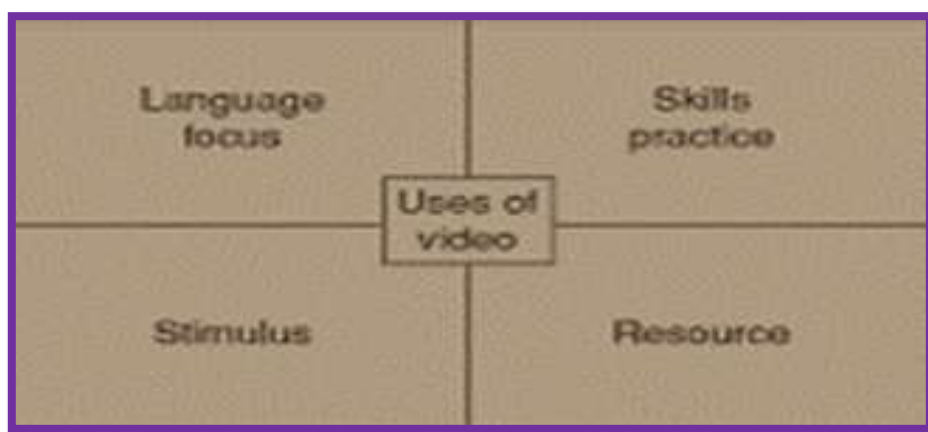 Language
focus
Skills
practice
Uses of
video
Stimulus
Resource